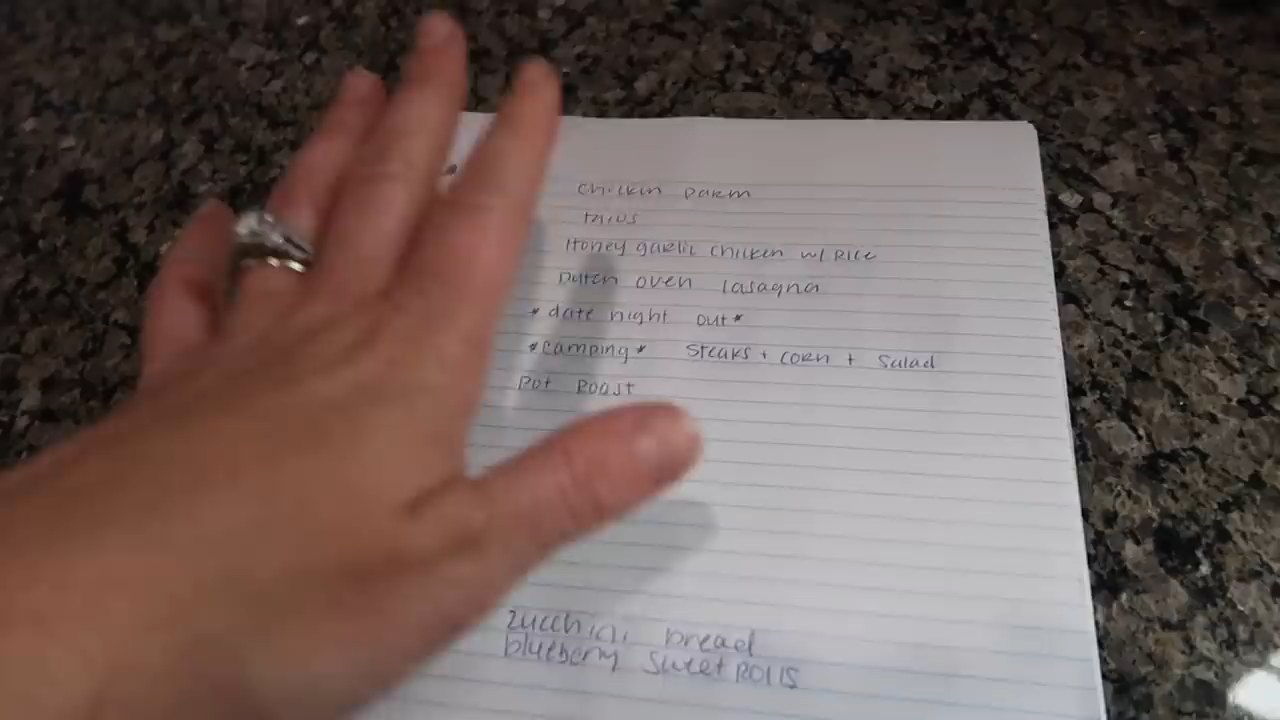 chicken parm
tacos
Honey garlic chicken w/ Rice
Dutch oven lasagna
*date night out*
*camping* steaks + corn + salad
Pot Roast
zucchini bread
blueberry sweet Rolls